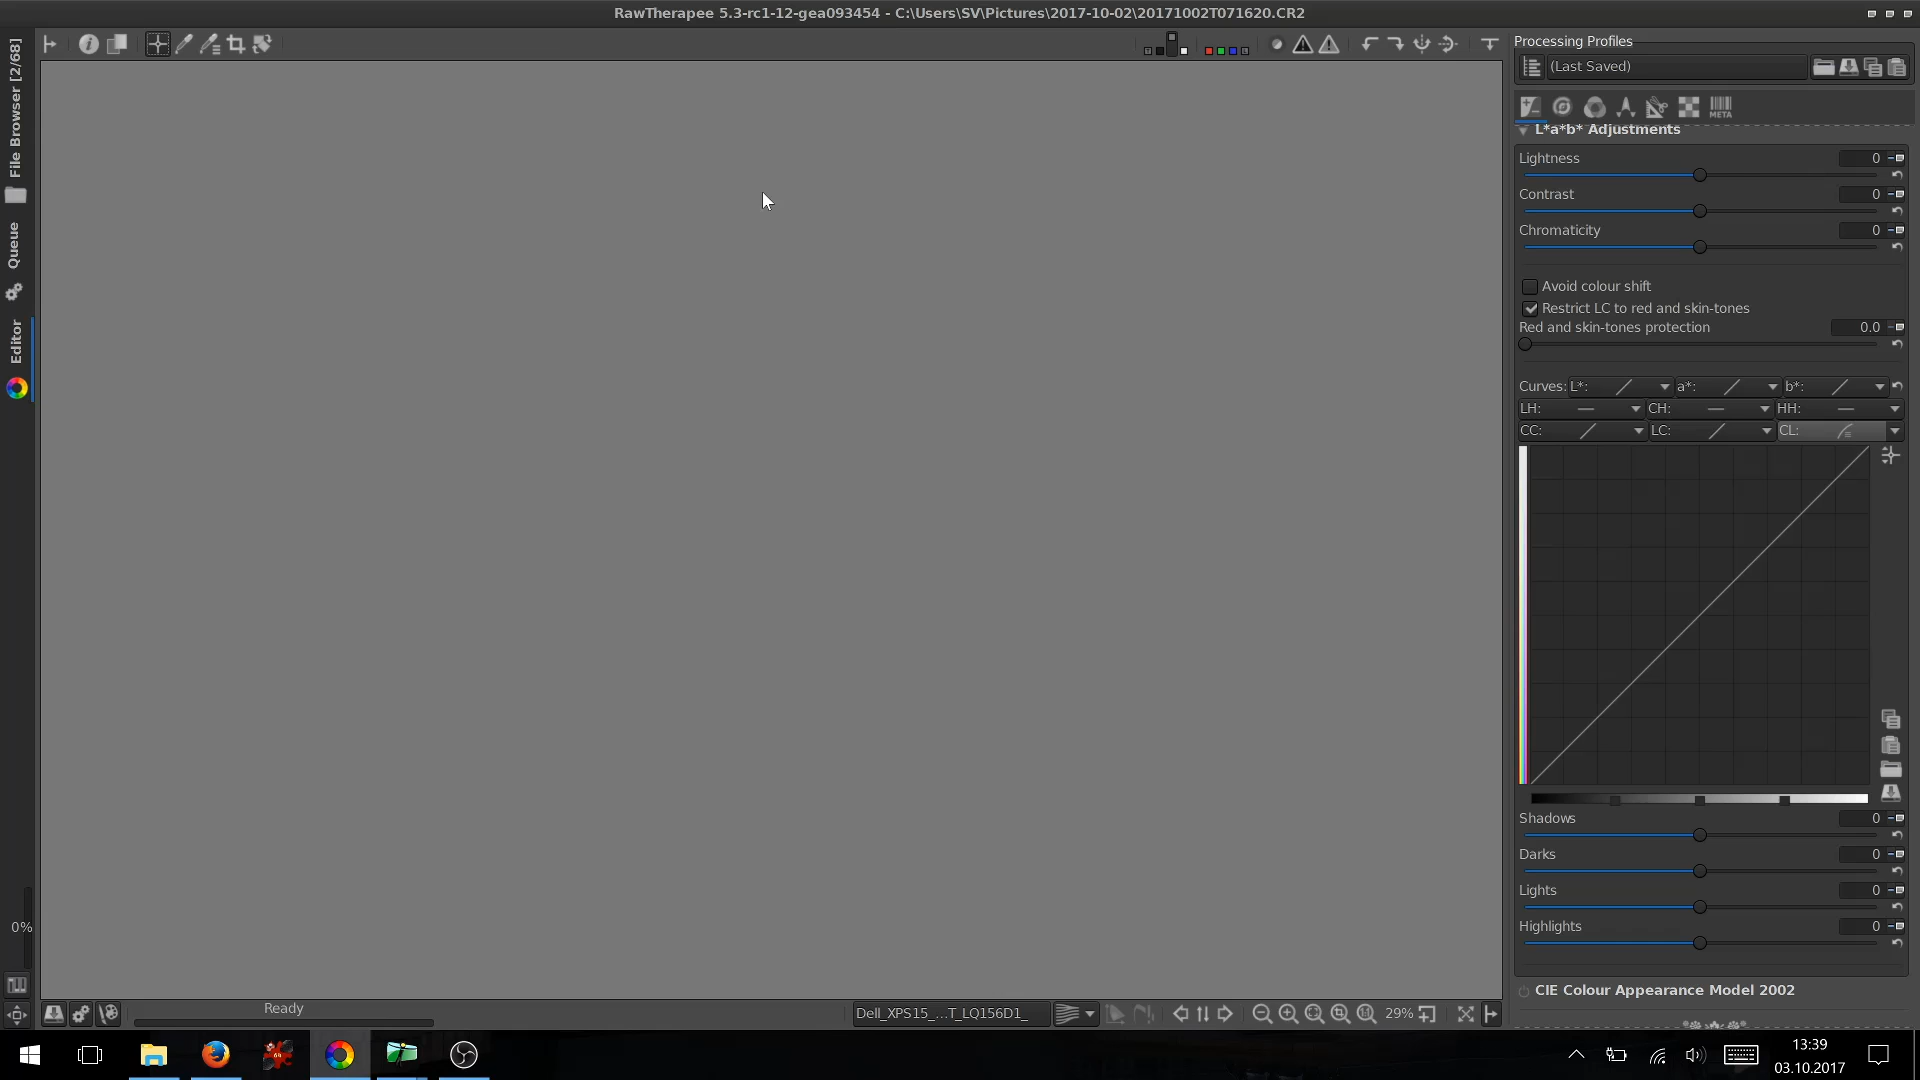 RawTherapee 5.3-rc1-12-gea093454 - C:\Users\SV\Pictures\2017-10-02\20171002T071620.CR2
File Browser [2/68]
Queue
Editor
0%
Processing Profiles
(Last Saved)
META
L*a*b* Adjustments
Lightness 0
Contrast 0
Chromaticity 0
Avoid colour shift
Restrict LC to red and skin-tones
Red and skin-tones protection 0.0
Curves: L*: a*: b*:
LH: CH: HH:
CC: LC: CL:
Shadows 0
Darks 0
Lights 0
Highlights 0
CIE Colour Appearance Model 2002
Ready
Dell_XPS15_...T_LQ156D1_
29%
64
13:39
03.10.2017